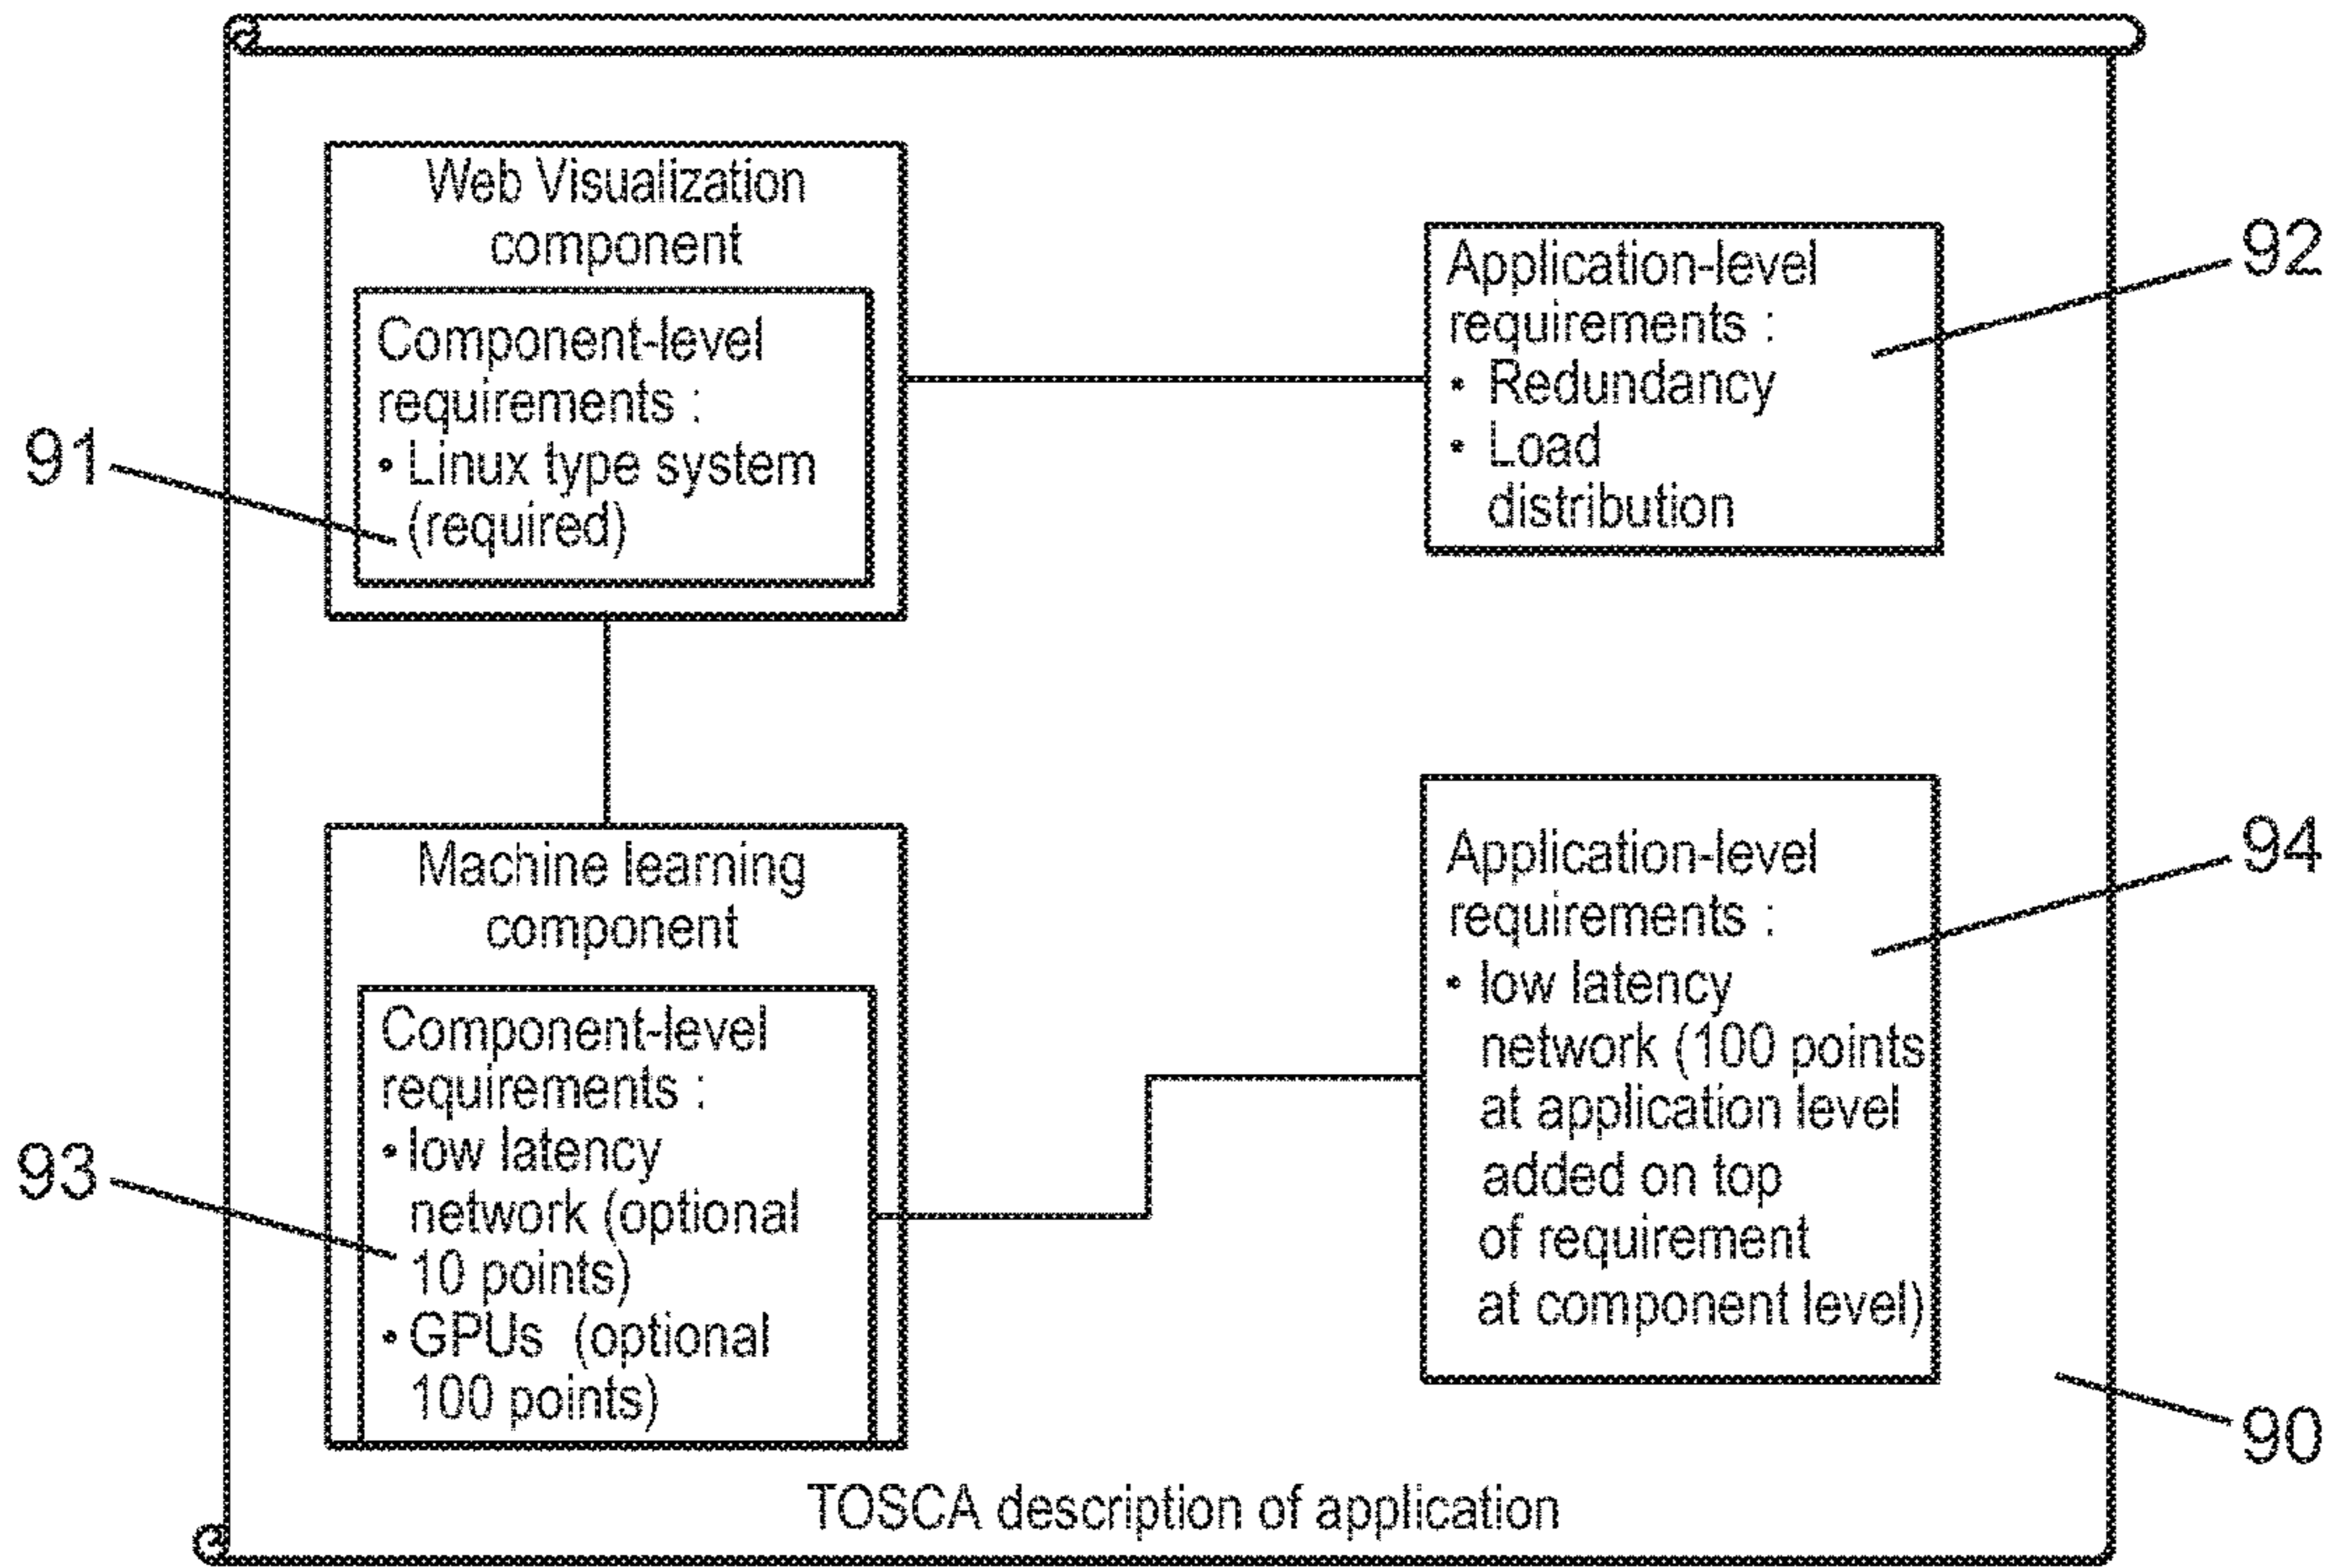 Web Visualization
component
Component-level
requirements :
• Linux type system
(required)
91
Application-level
requirements :
• Redundancy
• Load
distribution
92
Machine learning
component
Component-level
requirements :
• low latency
network (optional
10 points)
• GPUs (optional
100 points)
93
Application-level
requirements :
• low latency
network (100 points
at application level
added on top
of requirement
at component level)
94
90
TOSCA description of application